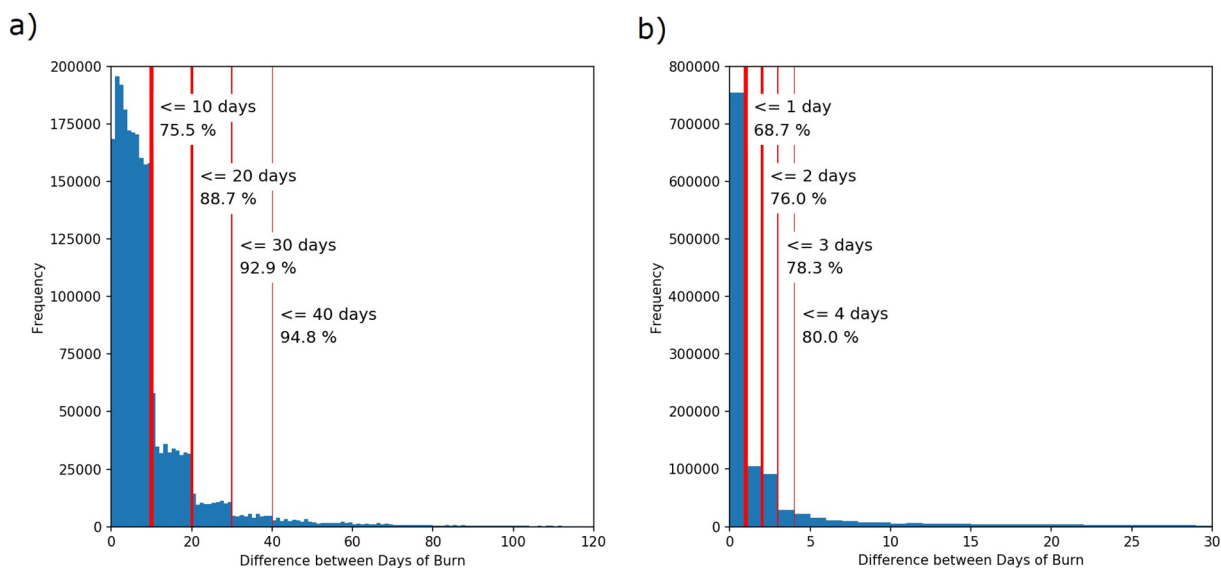 a)
200000
175000
150000
125000
100000
75000
50000
25000
0
Frequency
<= 10 days
75.5 %
<= 20 days
88.7 %
<= 30 days
92.9 %
<= 40 days
94.8 %
0 20 40 60 80 100 120
Difference between Days of Burn
b)
800000
700000
600000
500000
400000
300000
200000
100000
0
Frequency
<= 1 day
68.7 %
<= 2 days
76.0 %
<= 3 days
78.3 %
<= 4 days
80.0 %
0 5 10 15 20 25 30
Difference between Days of Burn